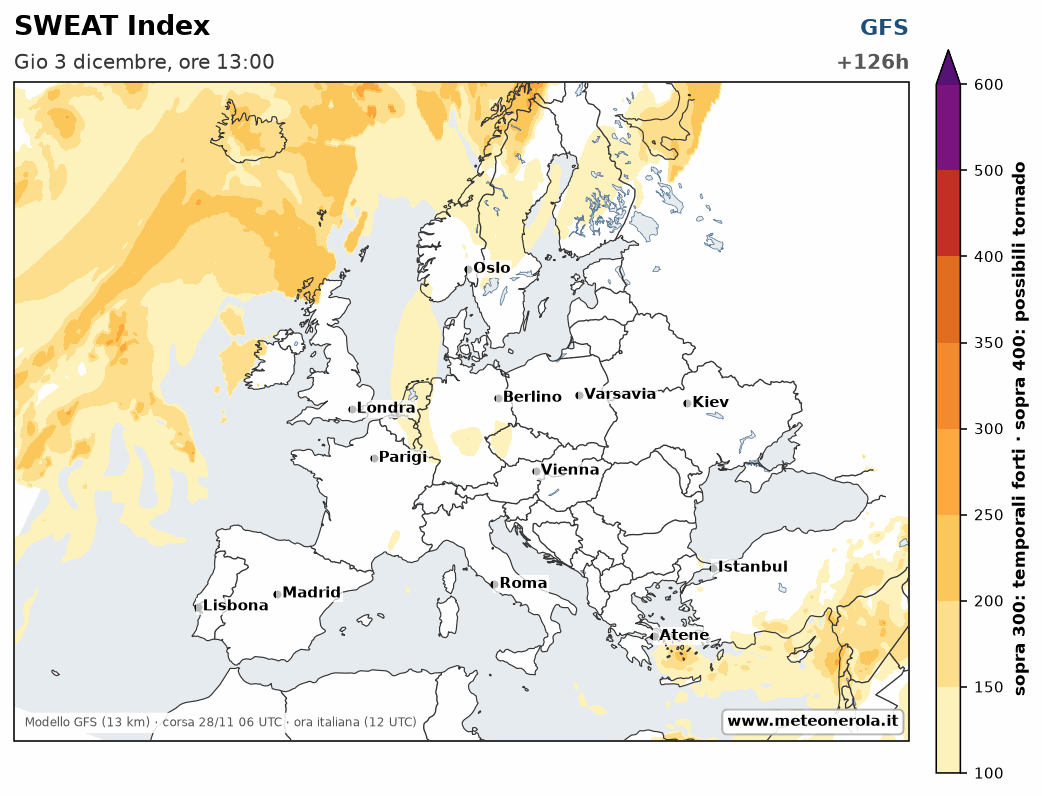 SWEAT Index
GFS
Gio 3 dicembre, ore 13:00
+126h
600
500
400
350
300
250
200
150
100
sopra 300: temporali forti · sopra 400: possibili tornado
Oslo
Berlino
Varsavia
Kiev
Londra
Parigi
Vienna
Istanbul
Roma
Madrid
Lisbona
Atene
Modello GFS (13 km) · corsa 28/11 06 UTC · ora italiana (12 UTC)
www.meteonerola.it